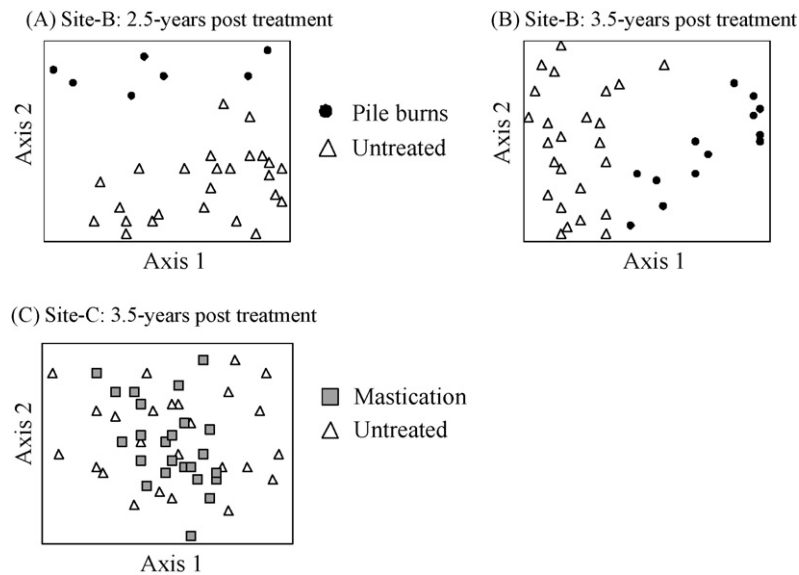 (A) Site-B: 2.5-years post treatment
Axis 2
Axis 1
Pile burns
Untreated
(B) Site-B: 3.5-years post treatment
Axis 2
Axis 1
(C) Site-C: 3.5-years post treatment
Axis 2
Axis 1
Mastication
Untreated